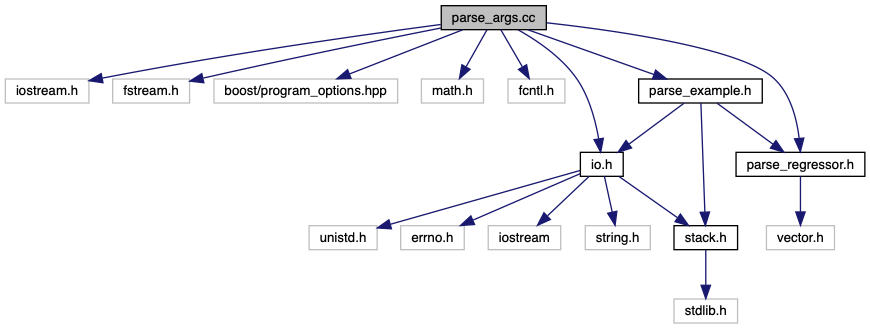 parse_args.cc
iostream.h
fstream.h
boost/program_options.hpp
math.h
fcntl.h
parse_example.h
io.h
parse_regressor.h
unistd.h
errno.h
iostream
string.h
stack.h
vector.h
stdlib.h